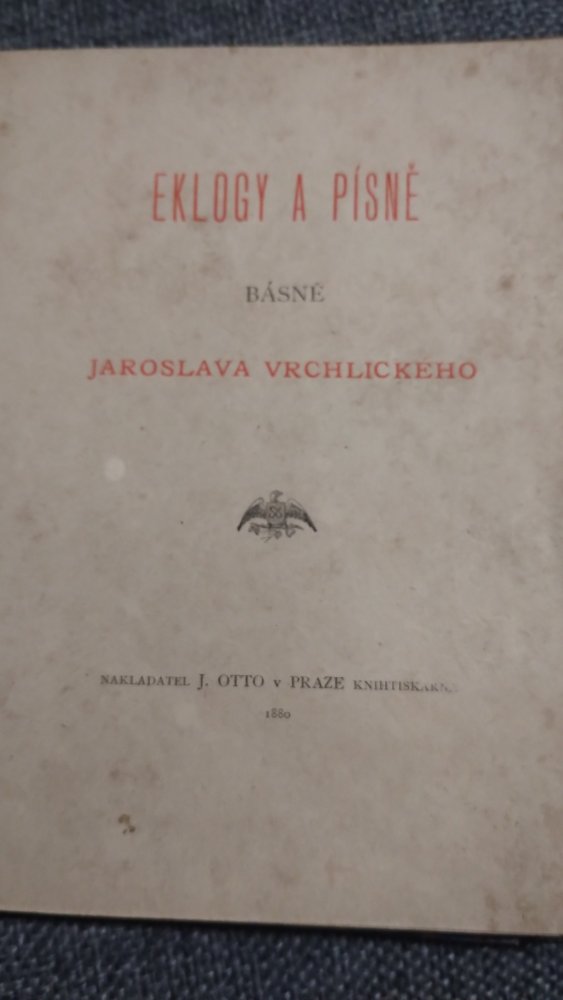 EKLOGY A PÍSNĚ
BÁSNĚ
JAROSLAVA VRCHLICKÉHO
NAKLADATEL J. OTTO V PRAZE
1880